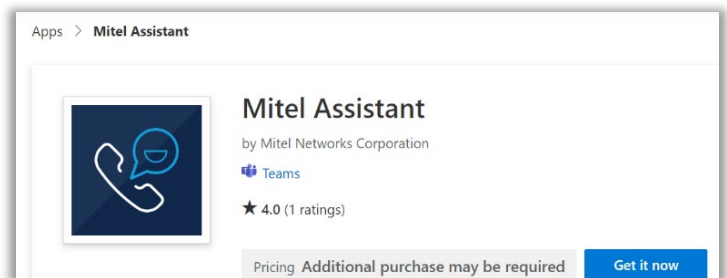 Apps > Mitel Assistant
Mitel Assistant
by Mitel Networks Corporation
Teams
★ 4.0 (1 ratings)
Pricing Additional purchase may be required
Get it now